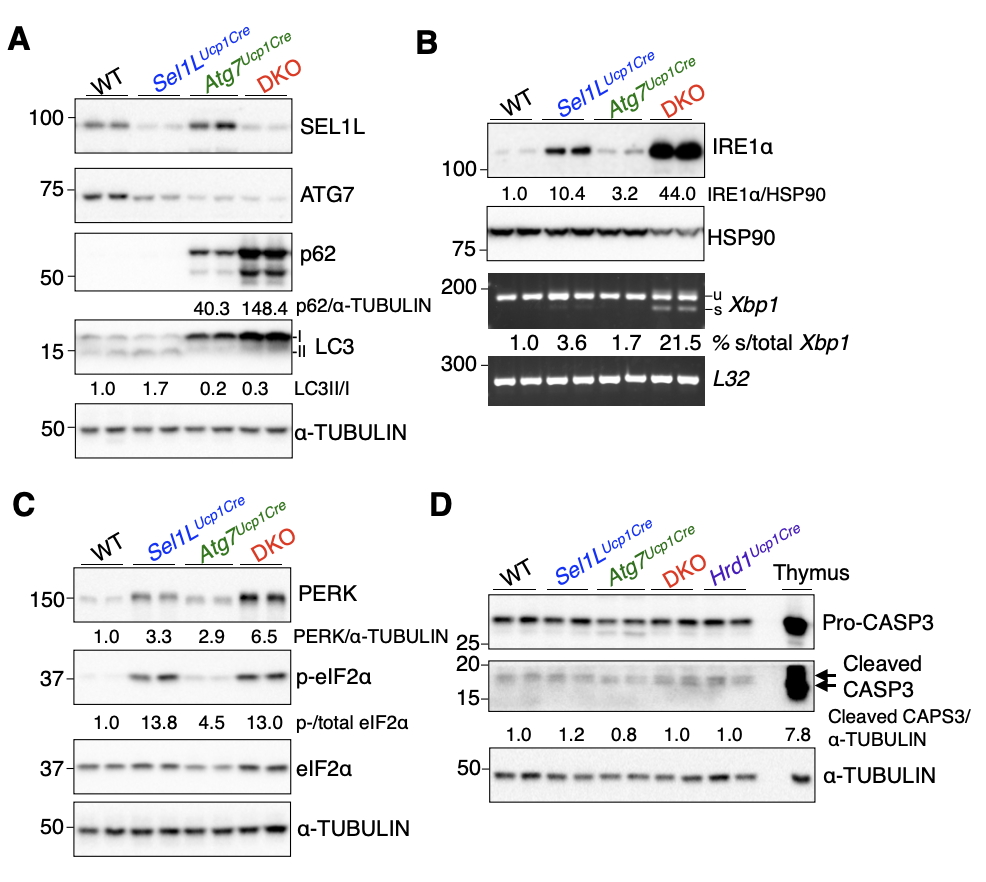 A
WT
Sel1L^Ucp1Cre
Atg7^Ucp1Cre
DKO
100
SEL1L
75
ATG7
p62
50
40.3 148.4 p62/α-TUBULIN
I
LC3
15
II
1.0 1.7 0.2 0.3 LC3II/I
50
α-TUBULIN
B
WT
Sel1L^Ucp1Cre
Atg7^Ucp1Cre
DKO
IRE1α
100
1.0 10.4 3.2 44.0 IRE1α/HSP90
HSP90
75
200
u
s
Xbp1
1.0 3.6 1.7 21.5 % s/total Xbp1
300
L32
C
WT
Sel1L^Ucp1Cre
Atg7^Ucp1Cre
DKO
150
PERK
1.0 3.3 2.9 6.5 PERK/α-TUBULIN
37
p-eIF2α
1.0 13.8 4.5 13.0 p-/total eIF2α
37
eIF2α
50
α-TUBULIN
D
WT
Sel1L^Ucp1Cre
Atg7^Ucp1Cre
DKO
Hrd1^Ucp1Cre
Thymus
Pro-CASP3
25
20
Cleaved
CASP3
15
Cleaved CAPS3/
α-TUBULIN
1.0 1.2 0.8 1.0 1.0 7.8
50
α-TUBULIN